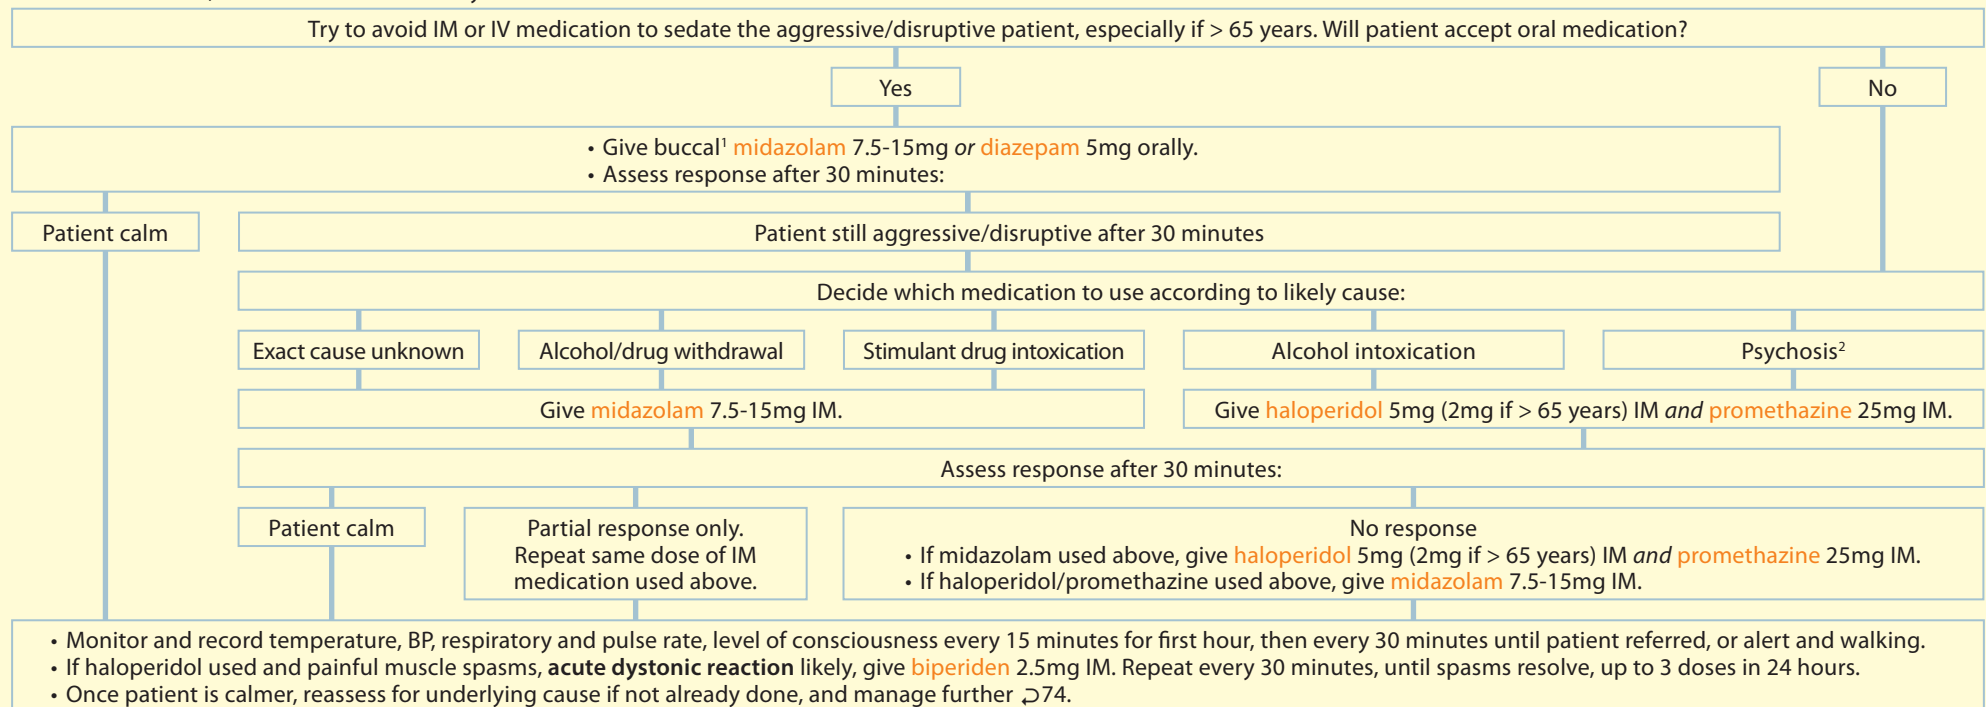 Try to avoid IM or IV medication to sedate the aggressive/disruptive patient, especially if > 65 years. Will patient accept oral medication?
Yes
No
• Give buccal¹ midazolam 7.5-15mg or diazepam 5mg orally.
• Assess response after 30 minutes:
Patient calm
Patient still aggressive/disruptive after 30 minutes
Decide which medication to use according to likely cause:
Exact cause unknown
Alcohol/drug withdrawal
Stimulant drug intoxication
Alcohol intoxication
Psychosis²
Give midazolam 7.5-15mg IM.
Give haloperidol 5mg (2mg if > 65 years) IM and promethazine 25mg IM.
Assess response after 30 minutes:
Patient calm
Partial response only.
Repeat same dose of IM
medication used above.
No response
• If midazolam used above, give haloperidol 5mg (2mg if > 65 years) IM and promethazine 25mg IM.
• If haloperidol/promethazine used above, give midazolam 7.5-15mg IM.
• Monitor and record temperature, BP, respiratory and pulse rate, level of consciousness every 15 minutes for first hour, then every 30 minutes until patient referred, or alert and walking.
• If haloperidol used and painful muscle spasms, acute dystonic reaction likely, give biperiden 2.5mg IM. Repeat every 30 minutes, until spasms resolve, up to 3 doses in 24 hours.
• Once patient is calmer, reassess for underlying cause if not already done, and manage further ⮌74.